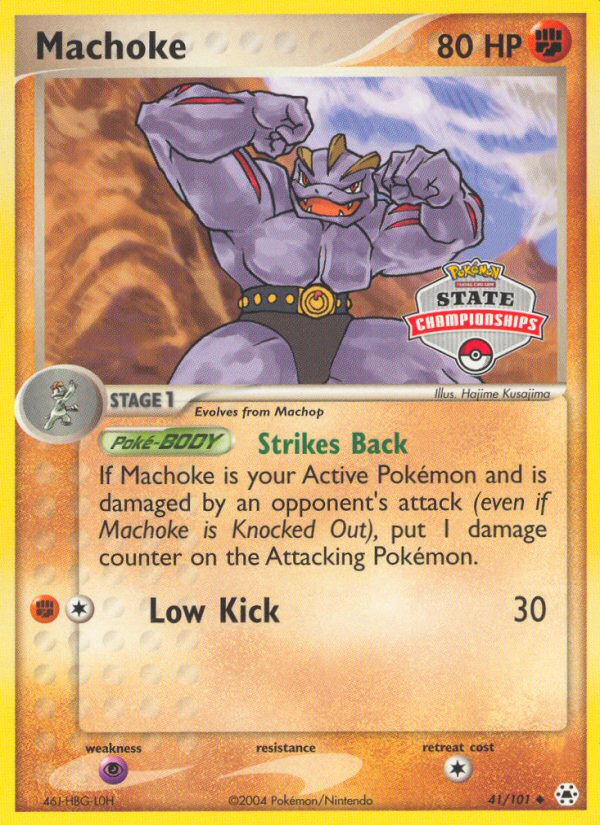 Machoke 80 HP
POKéMON
TRADING CARD GAME
STATE
CHAMPIONSHIPS
Illus. Hajime Kusajima
STAGE 1
Evolves from Machop
Poké-BODY Strikes Back
If Machoke is your Active Pokémon and is
damaged by an opponent's attack (even if
Machoke is Knocked Out), put 1 damage
counter on the Attacking Pokémon.
Low Kick 30
weakness resistance retreat cost
46J-HBG-L0H ©2004 Pokémon/Nintendo 41/101